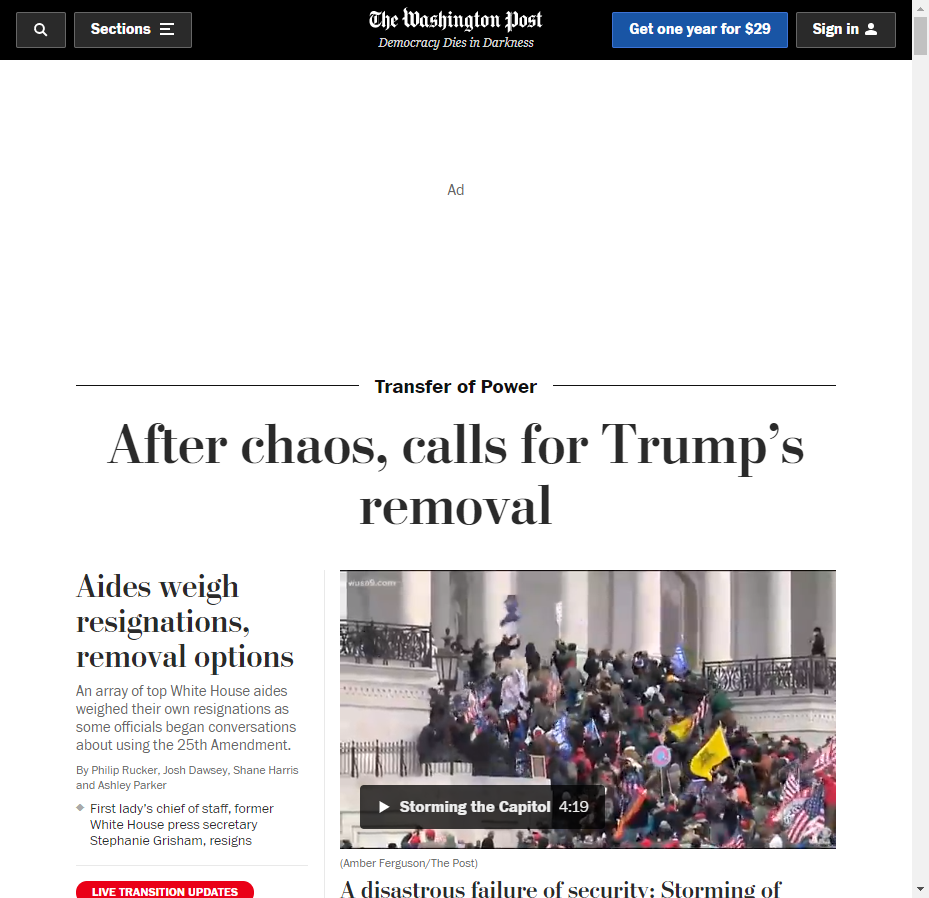 Sections
The Washington Post
Democracy Dies in Darkness
Get one year for $29
Sign in
Ad
Transfer of Power
After chaos, calls for Trump’s
removal
Aides weigh
resignations,
removal options
An array of top White House aides
weighed their own resignations as
some officials began conversations
about using the 25th Amendment.
By Philip Rucker, Josh Dawsey, Shane Harris
and Ashley Parker
First lady’s chief of staff, former
White House press secretary
Stephanie Grisham, resigns
LIVE TRANSITION UPDATES
wusa9.com
Storming the Capitol 4:19
(Amber Ferguson/The Post)
A disastrous failure of security: Storming of